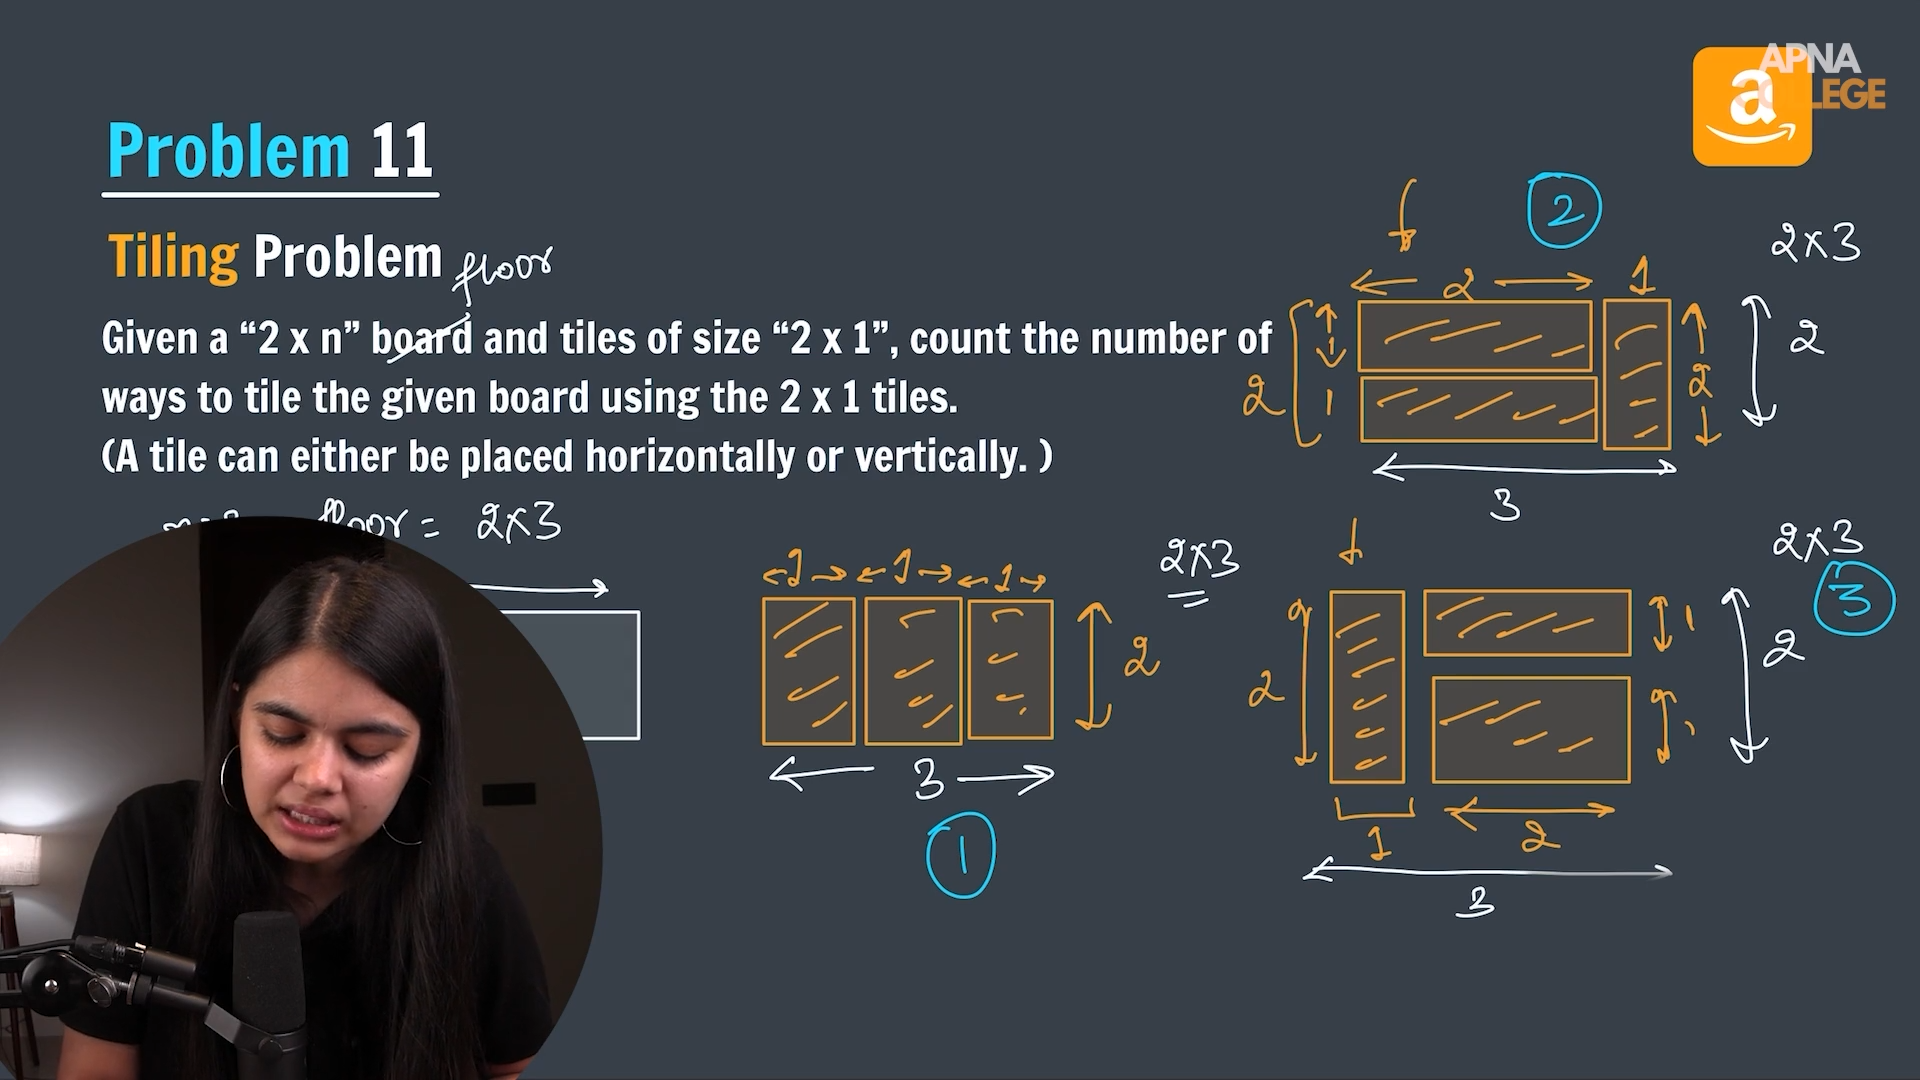 APNA
COLLEGE
a
Problem 11
Tiling Problem
floor
Given a “2 x n” board and tiles of size “2 x 1”, count the number of
ways to tile the given board using the 2 x 1 tiles.
(A tile can either be placed horizontally or vertically. )
floor = 2x3
1 1 1
2
2x3
3
1
2
2x3
2 1
1
1
2
2
2
3
2x3
3
2
1
2
1
2
3